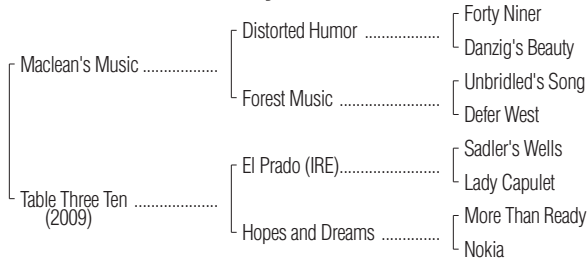 Forty Niner
Distorted Humor ..................
Danzig's Beauty
Maclean's Music ..................
Unbridled's Song
Forest Music ........................
Defer West
Sadler's Wells
El Prado (IRE).......................
Lady Capulet
Table Three Ten ...................
(2009)
More Than Ready
Hopes and Dreams ..............
Nokia